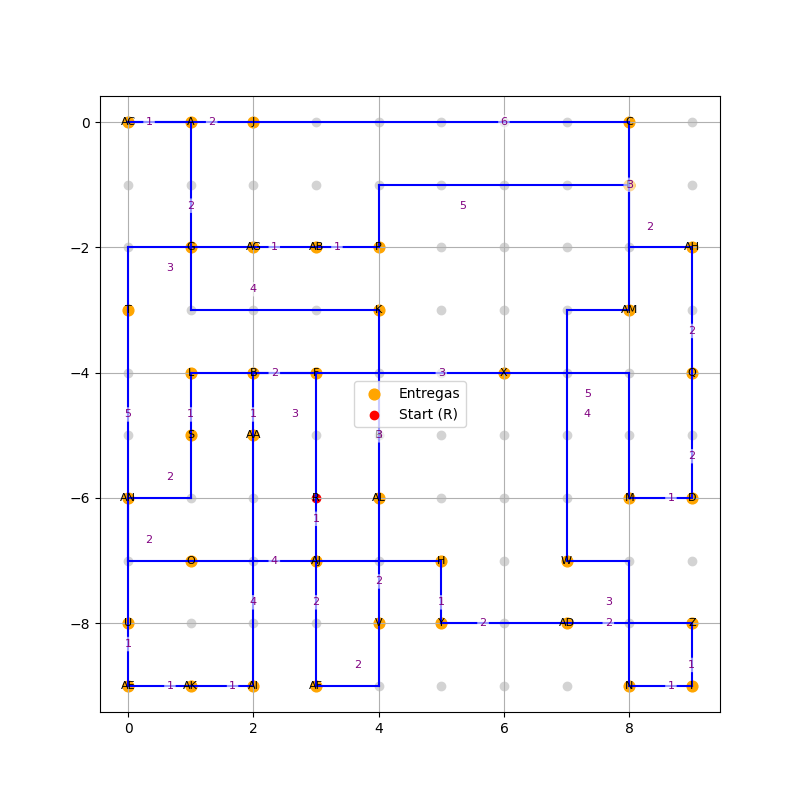 0
1
2
6
A
J
C
3
2
5
2
−2
G
AG
1
AB
1
P
AH
3
4
T
K
AM
2
−4
L
B
2
F
3
X
Q
5
Entregas
5
1
1
3
Start (R)
4
S
AA
3
2
2
−6
AN
AL
M
1
D
1
2
O
4
AJ
H
W
2
4
2
1
3
−8
U
V
2
AD
2
Z
1
2
1
AE
1
AK
1
AI
AF
N
1
0
2
4
6
8